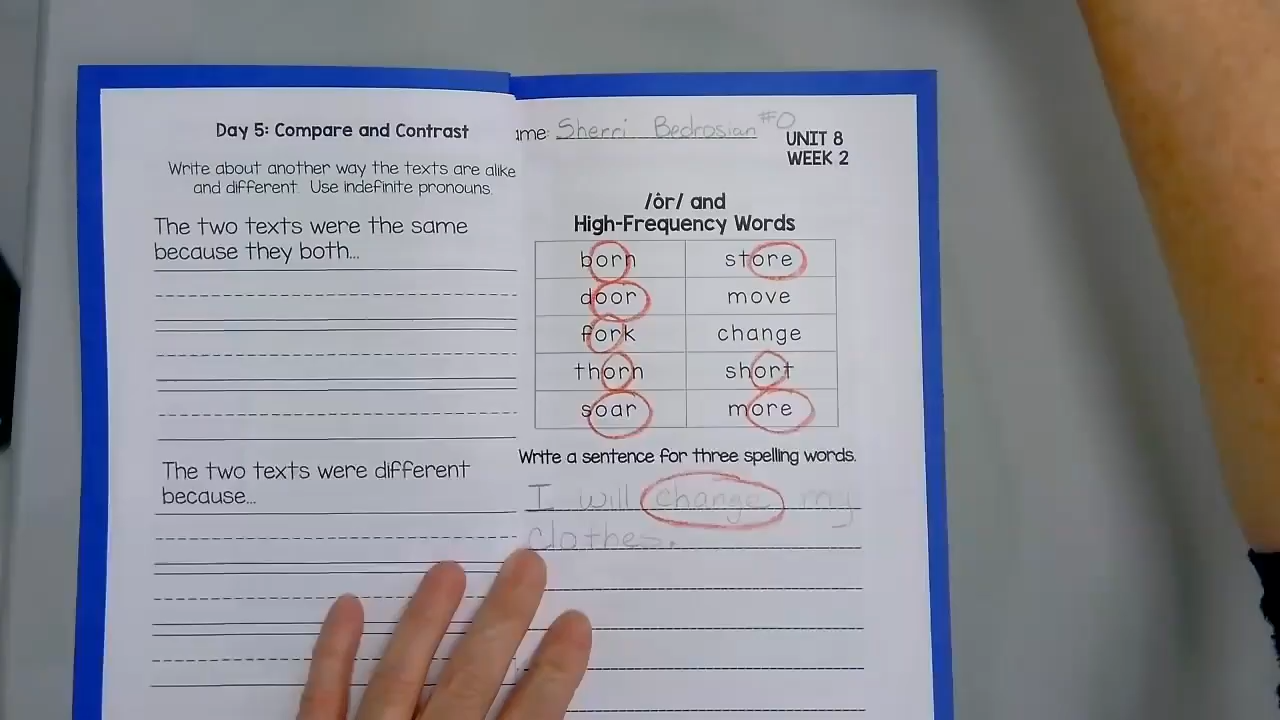 Day 5: Compare and Contrast
Write about another way the texts are alike
and different. Use indefinite pronouns.
The two texts were the same
because they both...
The two texts were different
because...
ame: Sherri Bedrosian #0
UNIT 8
WEEK 2
/ôr/ and
High-Frequency Words
born store
door move
fork change
thorn short
soar more
Write a sentence for three spelling words.
I will change my
clothes.